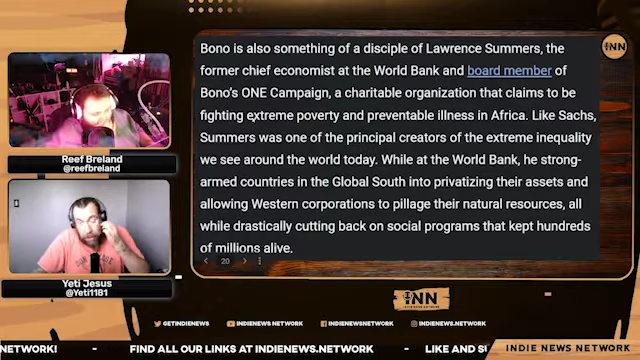 Bono is also something of a disciple of Lawrence Summers, the
former chief economist at the World Bank and board member of
Bono's ONE Campaign, a charitable organization that claims to be
fighting extreme poverty and preventable illness in Africa. Like Sachs,
Summers was one of the principal creators of the extreme inequality
we see around the world today. While at the World Bank, he strong-
armed countries in the Global South into privatizing their assets and
allowing Western corporations to pillage their natural resources, all
while drastically cutting back on social programs that kept hundreds
of millions alive.
20
INN
Reef Breland
@reefbreland
Yeti Jesus
@Yeti1181
INN
GETINDIENEWS
INDIENEWS NETWORK
INDIENEWS NETWORK
INDIENEWS.NETWORK
NETWORK! - FIND ALL OUR LINKS AT INDIENEWS.NETWORK - LIKE AND
INDIE NEWS NETWORK